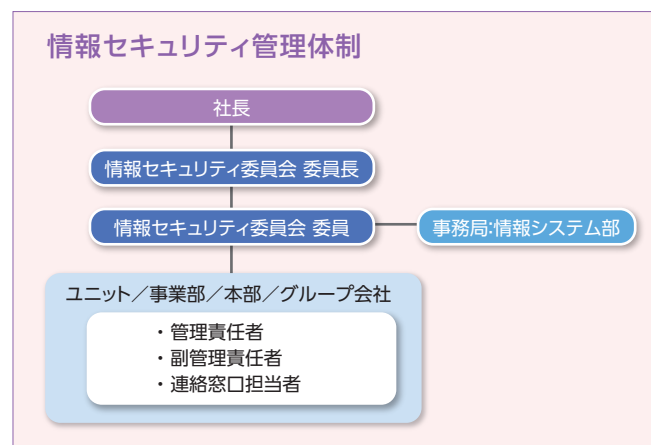 情報セキュリティ管理体制
社長
情報セキュリティ委員会 委員長
情報セキュリティ委員会 委員
事務局:情報システム部
ユニット／事業部／本部／グループ会社
・管理責任者
・副管理責任者
・連絡窓口担当者